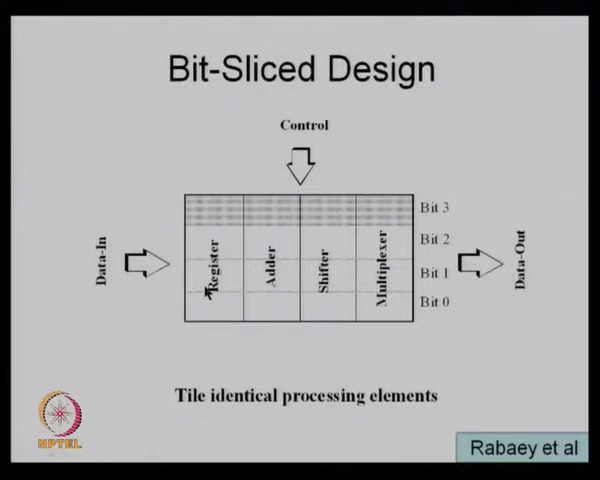 Bit-Sliced Design
Control
Bit 3
Bit 2
Bit 1
Bit 0
Data-In
Register
Adder
Shifter
Multiplexer
Data-Out
Tile identical processing elements
NPTEL
Rabaey et al